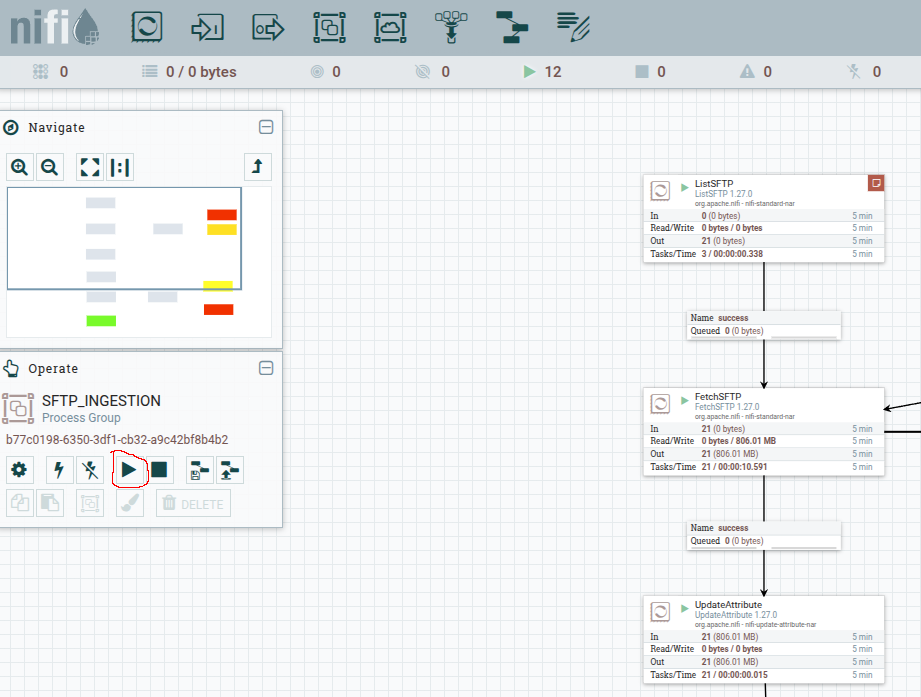 nifi
0
0 / 0 bytes
0
0
12
0
0
0
Navigate
Operate
SFTP_INGESTION
Process Group
b77c0198-6350-3df1-cb32-a9c42bf8b4b2
DELETE
ListSFTP
ListSFTP 1.27.0
org.apache.nifi - nifi-standard-nar
In 0 (0 bytes) 5 min
Read/Write 0 bytes / 0 bytes 5 min
Out 21 (0 bytes) 5 min
Tasks/Time 3 / 00:00:00.338 5 min
Name success
Queued 0 (0 bytes)
FetchSFTP
FetchSFTP 1.27.0
org.apache.nifi - nifi-standard-nar
In 21 (0 bytes) 5 min
Read/Write 0 bytes / 806.01 MB 5 min
Out 21 (806.01 MB) 5 min
Tasks/Time 21 / 00:00:10.591 5 min
Name success
Queued 0 (0 bytes)
UpdateAttribute
UpdateAttribute 1.27.0
org.apache.nifi - nifi-update-attribute-nar
In 21 (806.01 MB) 5 min
Read/Write 0 bytes / 0 bytes 5 min
Out 21 (806.01 MB) 5 min
Tasks/Time 21 / 00:00:00.015 5 min